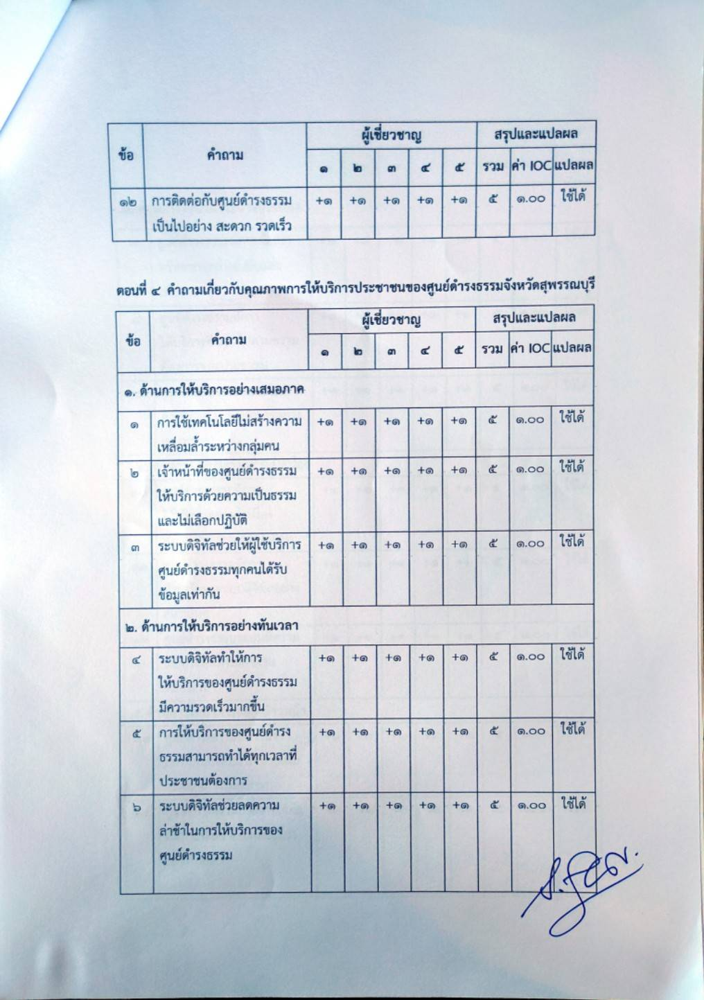 ข้อ คำถาม ผู้เชี่ยวชาญ สรุปและแปลผล
๑ ๒ ๓ ๔ ๕ รวม ค่า IOC แปลผล
๑๒ การติดต่อกับศูนย์ดำรงธรรม +๑ +๑ +๑ +๑ +๑ ๕ ๑.๐๐ ใช้ได้
เป็นไปอย่าง สะดวก รวดเร็ว
ตอนที่ ๔ คำถามเกี่ยวกับคุณภาพการให้บริการประชาชนของศูนย์ดำรงธรรมจังหวัดสุพรรณบุรี
ข้อ คำถาม ผู้เชี่ยวชาญ สรุปและแปลผล
๑ ๒ ๓ ๔ ๕ รวม ค่า IOC แปลผล
๑. ด้านการให้บริการอย่างเสมอภาค
๑ การใช้เทคโนโลยีไม่สร้างความ +๑ +๑ +๑ +๑ +๑ ๕ ๑.๐๐ ใช้ได้
เหลื่อมล้ำระหว่างกลุ่มคน
๒ เจ้าหน้าที่ของศูนย์ดำรงธรรม +๑ +๑ +๑ +๑ +๑ ๕ ๑.๐๐ ใช้ได้
ให้บริการด้วยความเป็นธรรม
และไม่เลือกปฏิบัติ
๓ ระบบดิจิทัลช่วยให้ผู้ใช้บริการ +๑ +๑ +๑ +๑ +๑ ๕ ๑.๐๐ ใช้ได้
ศูนย์ดำรงธรรมทุกคนได้รับ
ข้อมูลเท่ากัน
๒. ด้านการให้บริการอย่างทันเวลา
๔ ระบบดิจิทัลทำให้การ +๑ +๑ +๑ +๑ +๑ ๕ ๑.๐๐ ใช้ได้
ให้บริการของศูนย์ดำรงธรรม
มีความรวดเร็วมากขึ้น
๕ การให้บริการของศูนย์ดำรง +๑ +๑ +๑ +๑ +๑ ๕ ๑.๐๐ ใช้ได้
ธรรมสามารถทำได้ทุกเวลาที่
ประชาชนต้องการ
๖ ระบบดิจิทัลช่วยลดความ +๑ +๑ +๑ +๑ +๑ ๕ ๑.๐๐ ใช้ได้
ล่าช้าในการให้บริการของ
ศูนย์ดำรงธรรม